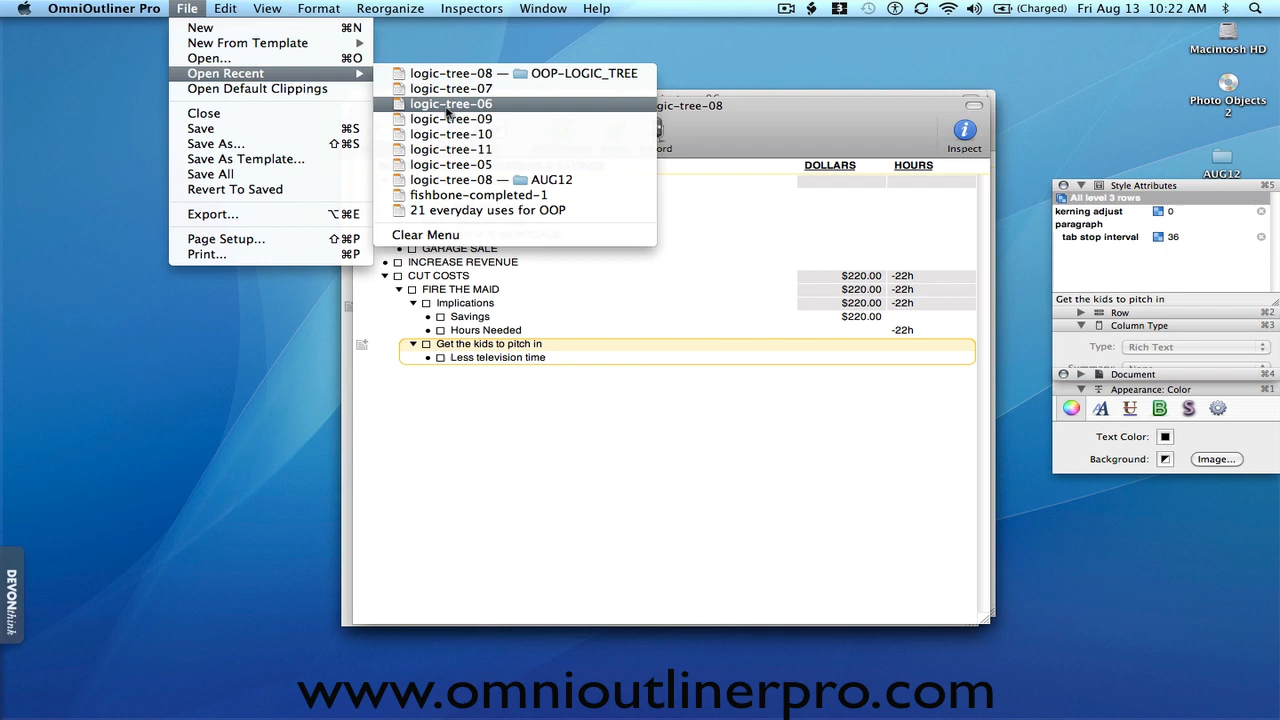 OmniOutliner Pro File Edit View Format Reorganize Inspectors Window Help 3 (Charged) Fri Aug 13 10:22 AM
New ⌘N
New From Template
Open... ⌘O
Open Recent
Open Default Clippings
Close
Save ⌘S
Save As... ⇧⌘S
Save As Template...
Save All
Revert To Saved
Export... ⌥⌘E
Page Setup... ⇧⌘P
Print... ⌘P
logic-tree-08 — OOP-LOGIC_TREE
logic-tree-07
logic-tree-06
logic-tree-09
logic-tree-10
logic-tree-11
logic-tree-05
logic-tree-08 — AUG12
fishbone-completed-1
21 everyday uses for OOP
Clear Menu
gic-tree-08
ord
Inspect
DOLLARS HOURS
GARAGE SALE
INCREASE REVENUE
CUT COSTS $220.00 -22h
FIRE THE MAID $220.00 -22h
Implications $220.00 -22h
Savings $220.00
Hours Needed -22h
Get the kids to pitch in
Less television time
Macintosh HD
Photo Objects
2
AUG12
Style Attributes ⌘5
All level 3 rows
kerning adjust 0
paragraph
tab stop interval 36
Get the kids to pitch in
Row ⌘2
Column Type ⌘3
Type: Rich Text
Document ⌘4
Appearance: Color ⌘1
Text Color:
Background: Image...
DEVONthink
www.omnioutlinerpro.com